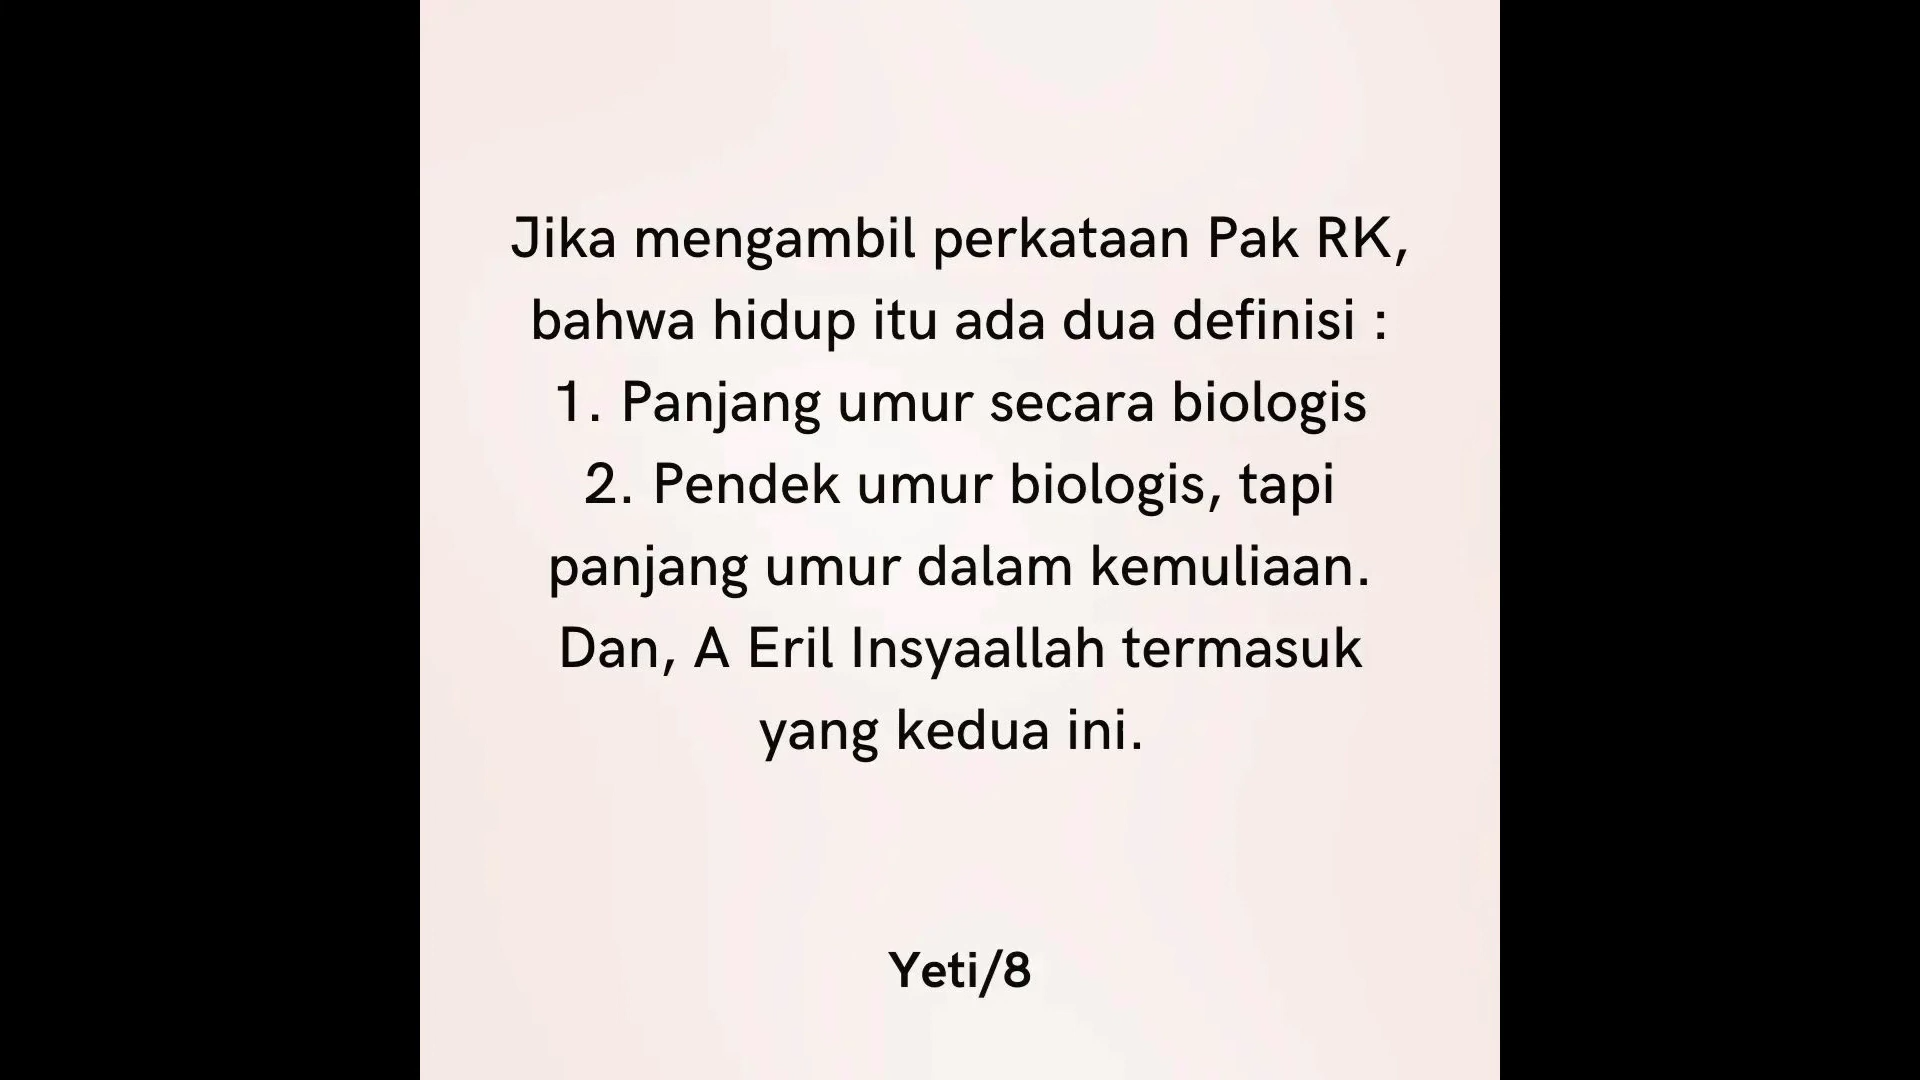 Jika mengambil perkataan Pak RK,
bahwa hidup itu ada dua definisi :
1. Panjang umur secara biologis
2. Pendek umur biologis, tapi
panjang umur dalam kemuliaan.
Dan, A Eril Insyaallah termasuk
yang kedua ini.
Yeti/8